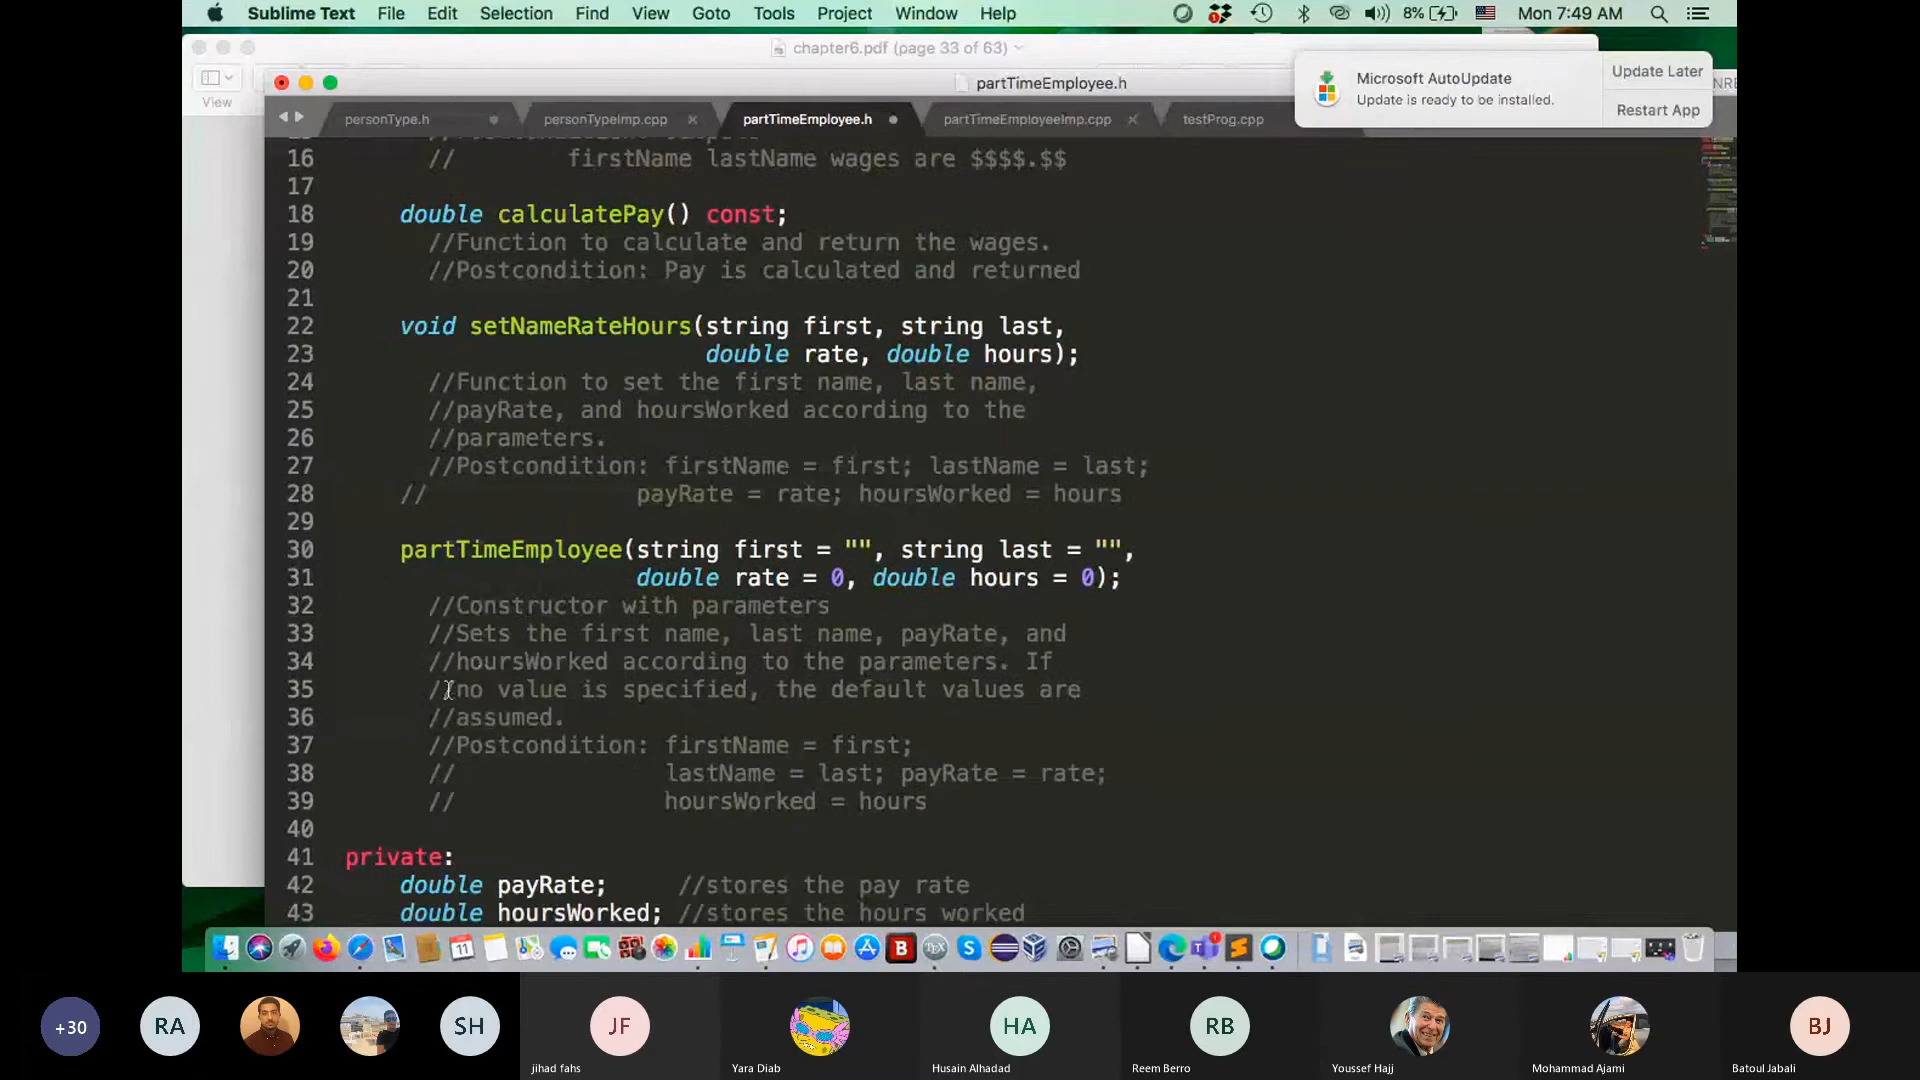 Sublime Text File Edit Selection Find View Goto Tools Project Window Help 8% Mon 7:49 AM
chapter6.pdf (page 33 of 63)
View
partTimeEmployee.h
Microsoft AutoUpdate
Update is ready to be installed.
Update Later
Restart App
personType.h personTypeImp.cpp partTimeEmployee.h partTimeEmployeeImp.cpp testProg.cpp
16 // firstName lastName wages are $$$$.$$
17
18 double calculatePay() const;
19 //Function to calculate and return the wages.
20 //Postcondition: Pay is calculated and returned
21
22 void setNameRateHours(string first, string last,
23 double rate, double hours);
24 //Function to set the first name, last name,
25 //payRate, and hoursWorked according to the
26 //parameters.
27 //Postcondition: firstName = first; lastName = last;
28 // payRate = rate; hoursWorked = hours
29
30 partTimeEmployee(string first = "", string last = "",
31 double rate = 0, double hours = 0);
32 //Constructor with parameters
33 //Sets the first name, last name, payRate, and
34 //hoursWorked according to the parameters. If
35 //no value is specified, the default values are
36 //assumed.
37 //Postcondition: firstName = first;
38 // lastName = last; payRate = rate;
39 // hoursWorked = hours
40
41 private:
42 double payRate; //stores the pay rate
43 double hoursWorked; //stores the hours worked
+30 RA SH JF HA RB BJ
jihad fahs Yara Diab Husain Alhadad Reem Berro Youssef Hajj Mohammad Ajami Batoul Jabali